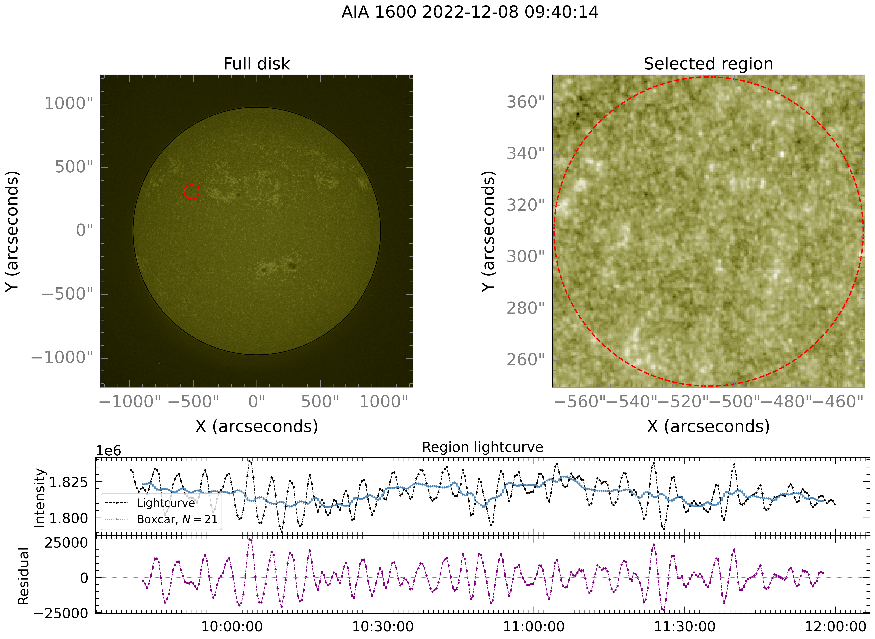 AIA 1600 2022-12-08 09:40:14
Full disk
Selected region
1000"
500"
0"
−500"
−1000"
Y (arcseconds)
−1000" −500" 0" 500" 1000"
X (arcseconds)
360"
340"
320"
300"
280"
260"
Y (arcseconds)
−560" −540" −520" −500" −480" −460"
X (arcseconds)
Region lightcurve
1e6
1.825
1.800
Intensity
Lightcurve
Boxcar, N = 21
25000
0
−25000
Residual
10:00:00 10:30:00 11:00:00 11:30:00 12:00:00